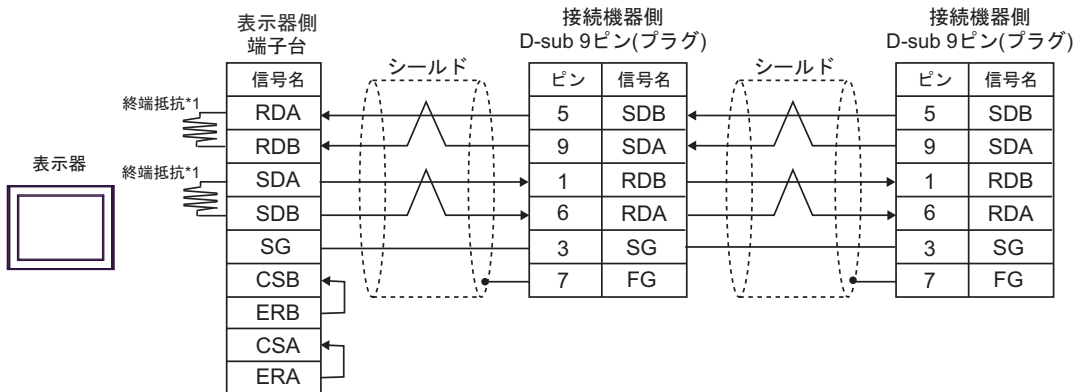 表示器側
端子台
接続機器側
D-sub 9ピン(プラグ)
接続機器側
D-sub 9ピン(プラグ)
信号名
シールド
ピン 信号名
シールド
ピン 信号名
終端抵抗*1
RDA
5 SDB
5 SDB
RDB
9 SDA
9 SDA
表示器
終端抵抗*1
SDA
1 RDB
1 RDB
SDB
6 RDA
6 RDA
SG
3 SG
3 SG
CSB
7 FG
7 FG
ERB
CSA
ERA